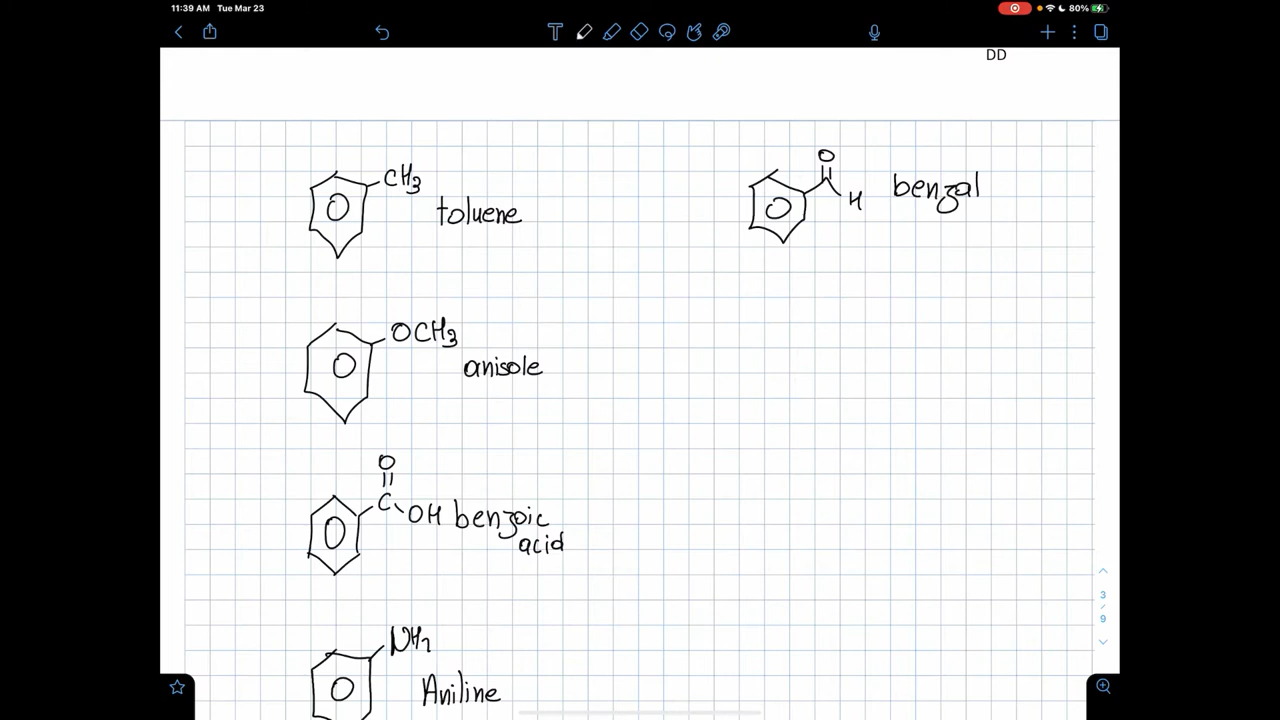 11:39 AM Tue Mar 23
80%
T
DD
CH3
toluene
O
H
benzal
OCH3
anisole
O
C
OH benzoic
acid
NH2
Aniline
3
/
9